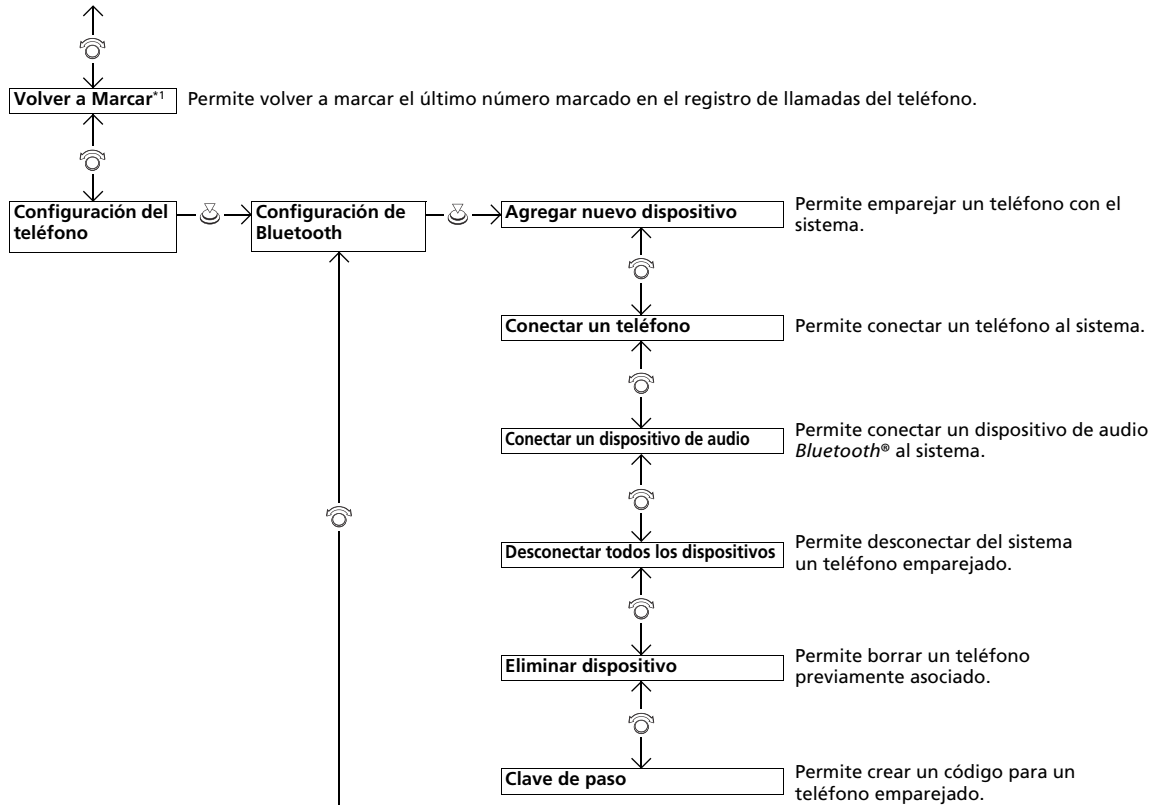 Volver a Marcar*1 Permite volver a marcar el último número marcado en el registro de llamadas del teléfono.
Configuración del
teléfono
Configuración de
Bluetooth
Agregar nuevo dispositivo
Permite emparejar un teléfono con el
sistema.
Conectar un teléfono
Permite conectar un teléfono al sistema.
Conectar un dispositivo de audio
Permite conectar un dispositivo de audio
Bluetooth® al sistema.
Desconectar todos los dispositivos
Permite desconectar del sistema
un teléfono emparejado.
Eliminar dispositivo
Permite borrar un teléfono
previamente asociado.
Clave de paso
Permite crear un código para un
teléfono emparejado.